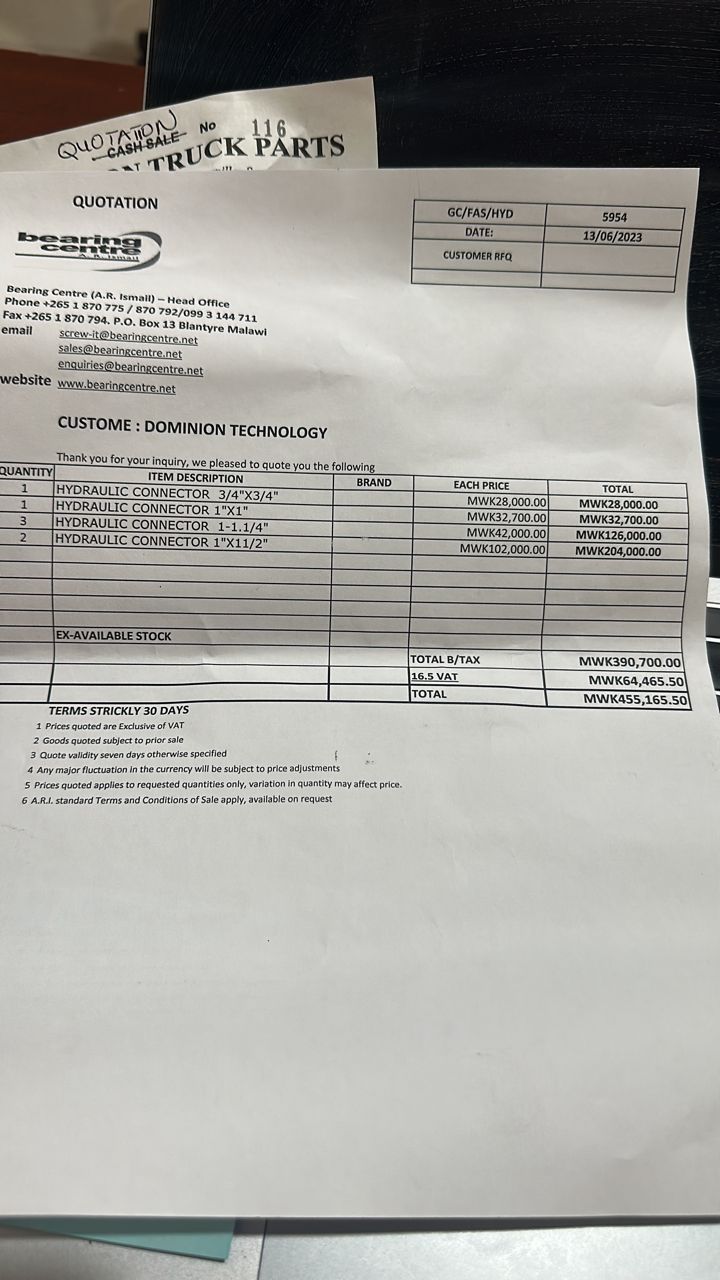 QUOTATION
CASH SALE No 116
TRUCK PARTS
QUOTATION
GC/FAS/HYD 5954
DATE: 13/06/2023
CUSTOMER RFQ
bearing
centre
A. R. Ismail
Bearing Centre (A.R. Ismail) – Head Office
Phone +265 1 870 775 / 870 792/099 3 144 711
Fax +265 1 870 794. P.O. Box 13 Blantyre Malawi
email screw-it@bearingcentre.net
sales@bearingcentre.net
enquiries@bearingcentre.net
website www.bearingcentre.net
CUSTOME : DOMINION TECHNOLOGY
Thank you for your inquiry, we pleased to quote you the following
QUANTITY ITEM DESCRIPTION BRAND EACH PRICE TOTAL
1 HYDRAULIC CONNECTOR 3/4"X3/4" MWK28,000.00 MWK28,000.00
1 HYDRAULIC CONNECTOR 1"X1" MWK32,700.00 MWK32,700.00
3 HYDRAULIC CONNECTOR 1-1.1/4" MWK42,000.00 MWK126,000.00
2 HYDRAULIC CONNECTOR 1"X11/2" MWK102,000.00 MWK204,000.00
EX-AVAILABLE STOCK
TOTAL B/TAX MWK390,700.00
16.5 VAT MWK64,465.50
TOTAL MWK455,165.50
TERMS STRICTLY 30 DAYS
1 Prices quoted are Exclusive of VAT
2 Goods quoted subject to prior sale
3 Quote validity seven days otherwise specified
4 Any major fluctuation in the currency will be subject to price adjustments
5 Prices quoted applies to requested quantities only, variation in quantity may affect price.
6 A.R.I. standard Terms and Conditions of Sale apply, available on request